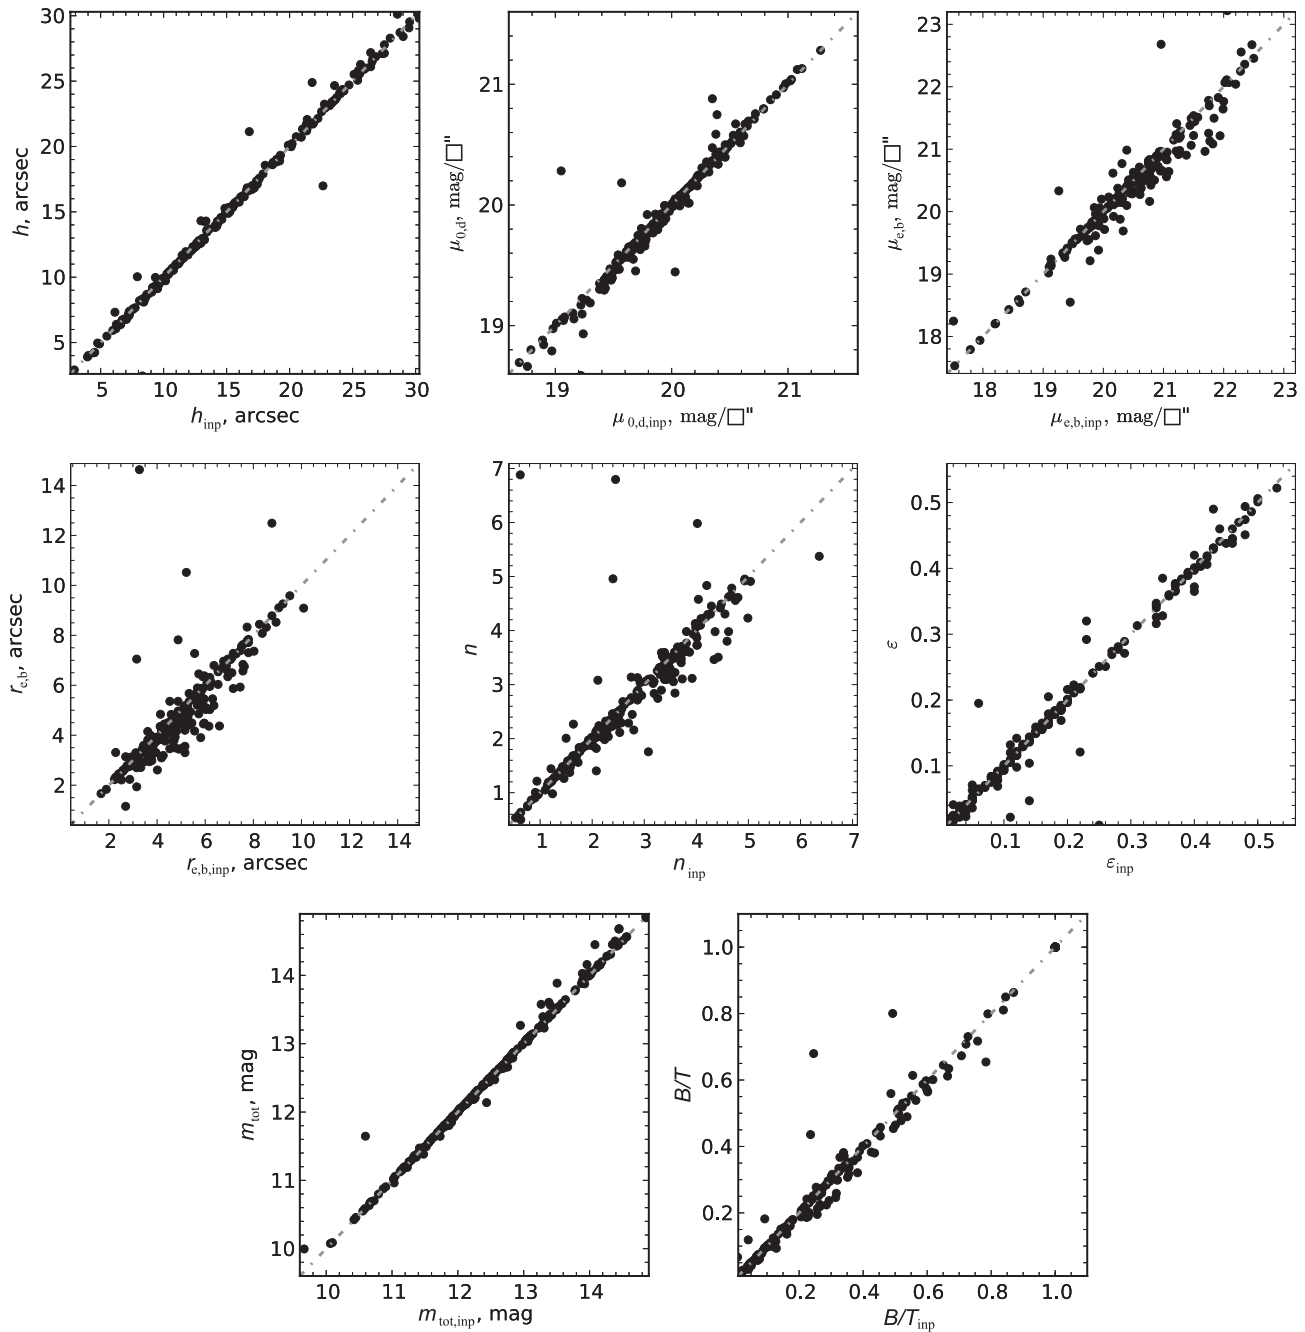 30
25
20
15
10
5
h, arcsec
5 10 15 20 25 30
h_inp, arcsec
21
20
19
μ_0,d, mag/□"
19 20 21
μ_0,d,inp, mag/□"
23
22
21
20
19
18
μ_e,b, mag/□"
18 19 20 21 22 23
μ_e,b,inp, mag/□"
14
12
10
8
6
4
2
r_e,b, arcsec
2 4 6 8 10 12 14
r_e,b,inp, arcsec
7
6
5
4
3
2
1
n
1 2 3 4 5 6 7
n_inp
0.5
0.4
0.3
0.2
0.1
ε
0.1 0.2 0.3 0.4 0.5
ε_inp
14
13
12
11
10
m_tot, mag
10 11 12 13 14
m_tot,inp, mag
1.0
0.8
0.6
0.4
0.2
B/T
0.2 0.4 0.6 0.8 1.0
B/T_inp